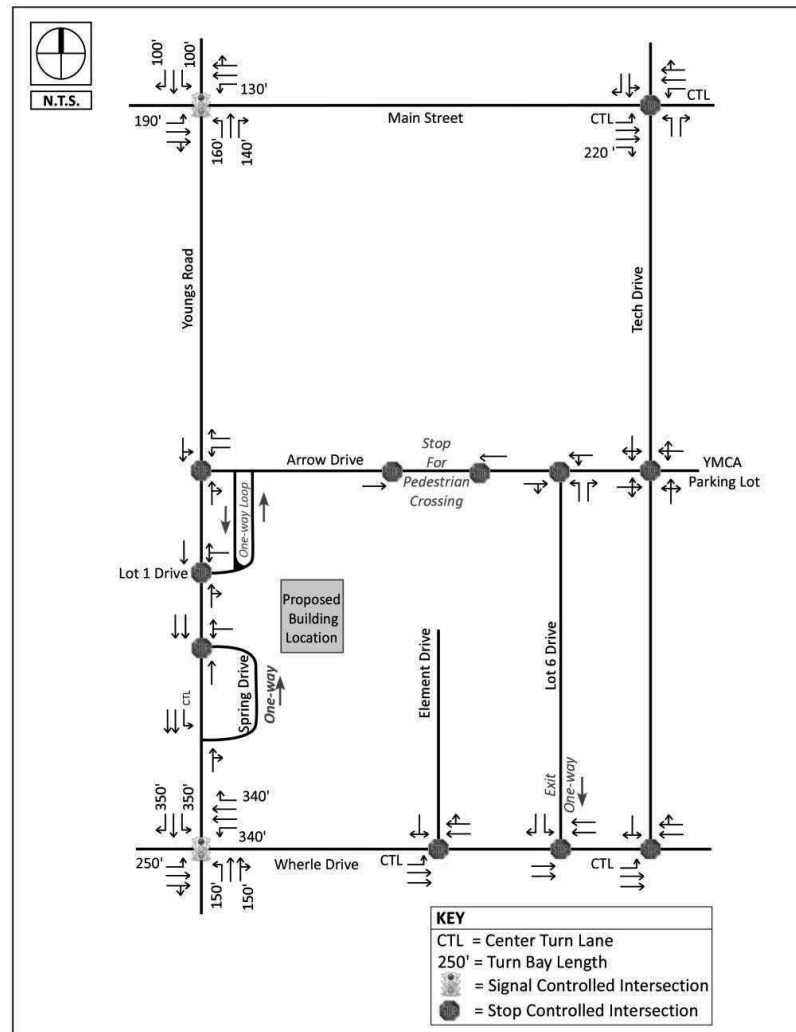 N.T.S.
100'
100'
130'
190'
160'
140'
Main Street
CTL
CTL
220 '
Youngs Road
Tech Drive
Arrow Drive
Stop
For
Pedestrian
Crossing
YMCA
Parking Lot
One-way Loop
Lot 1 Drive
Proposed
Building
Location
Spring Drive
One-way
CTL
Element Drive
Lot 6 Drive
Exit
One-way
350'
350'
340'
340'
250'
150'
150'
Wherle Drive
CTL
CTL
KEY
CTL = Center Turn Lane
250' = Turn Bay Length
= Signal Controlled Intersection
= Stop Controlled Intersection